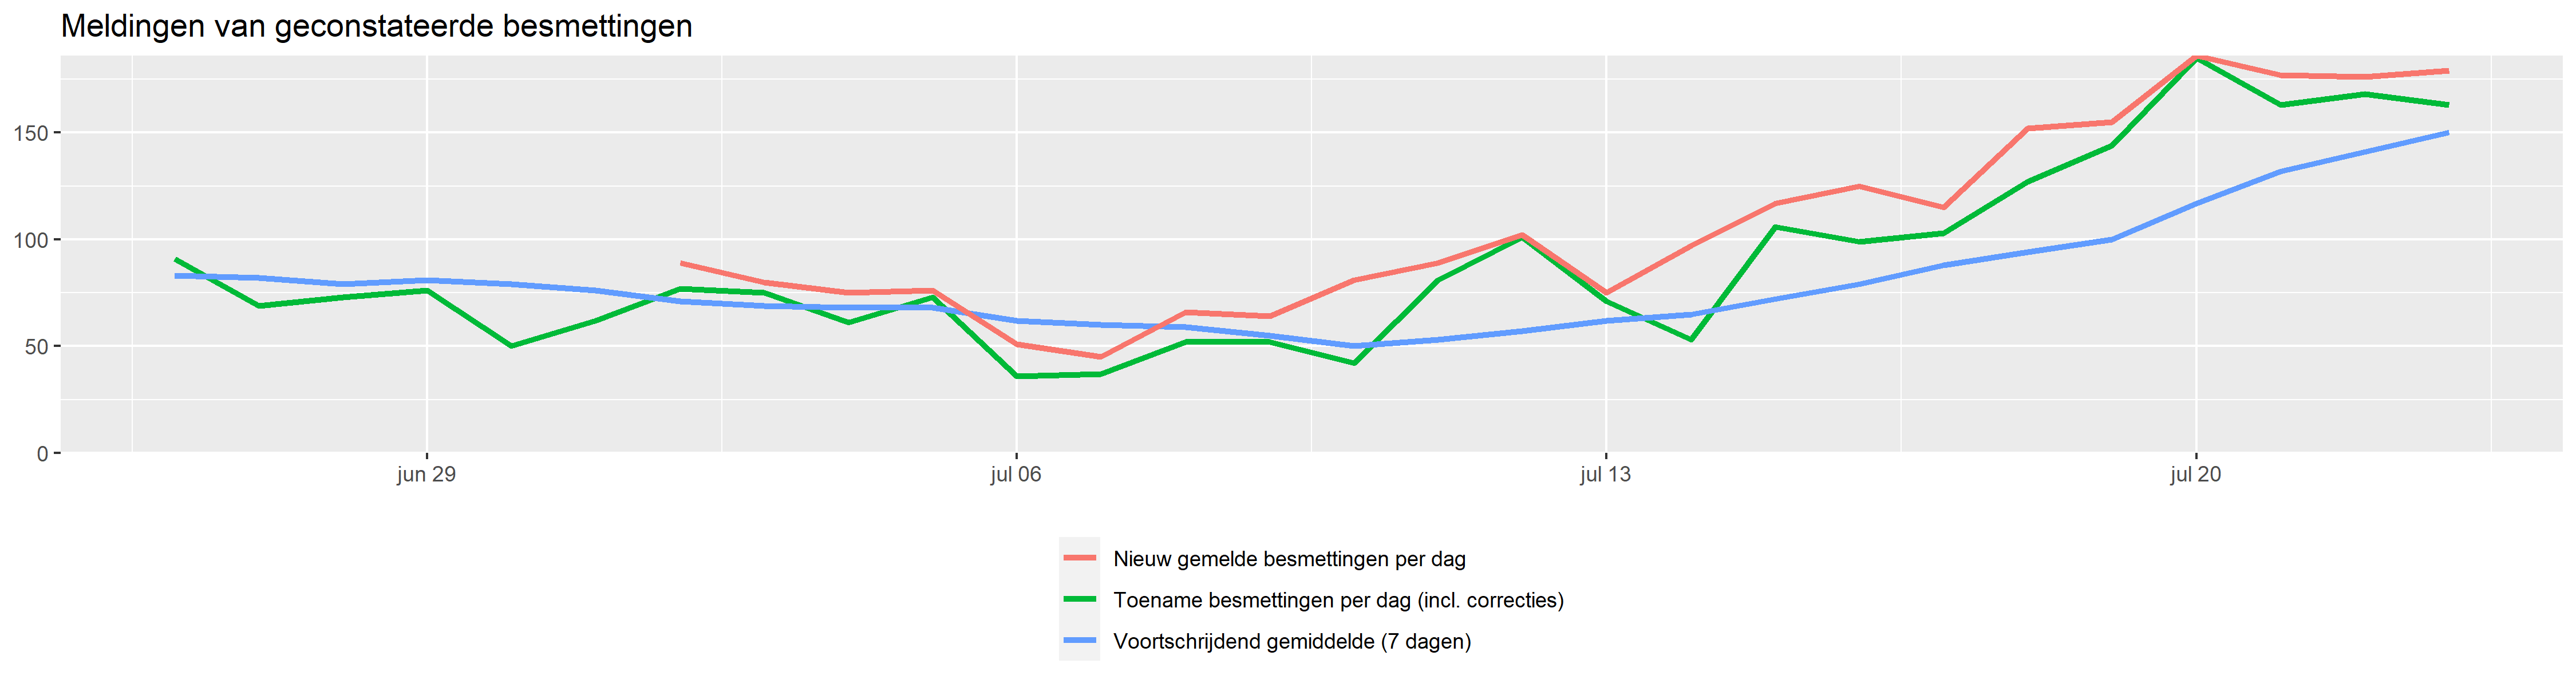 Meldingen van geconstateerde besmettingen
150
100
50
0
jun 29 jul 06 jul 13 jul 20
Nieuw gemelde besmettingen per dag
Toename besmettingen per dag (incl. correcties)
Voortschrijdend gemiddelde (7 dagen)